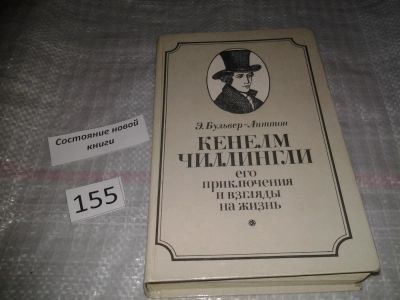 Состояние новой
книги
155
Э. Бульвер-Литтон
КЕНЕЛМ
ЧИЛЛИНГЛИ
его
приключения
и взгляды
на жизнь